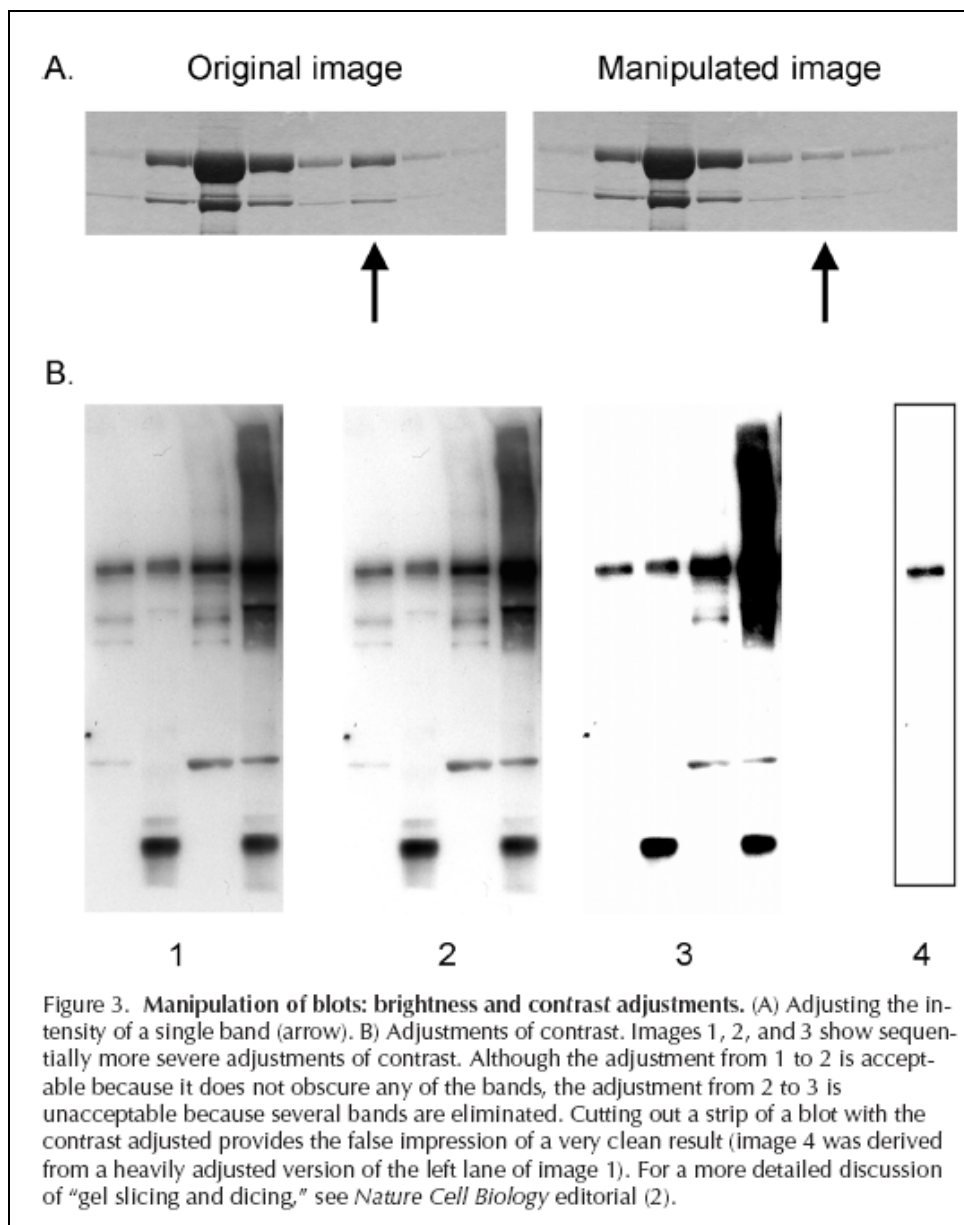 A.
Original image
Manipulated image
B.
1
2
3
4
Figure 3. Manipulation of blots: brightness and contrast adjustments. (A) Adjusting the in-
tensity of a single band (arrow). B) Adjustments of contrast. Images 1, 2, and 3 show sequen-
tially more severe adjustments of contrast. Although the adjustment from 1 to 2 is accept-
able because it does not obscure any of the bands, the adjustment from 2 to 3 is
unacceptable because several bands are eliminated. Cutting out a strip of a blot with the
contrast adjusted provides the false impression of a very clean result (image 4 was derived
from a heavily adjusted version of the left lane of image 1). For a more detailed discussion
of “gel slicing and dicing,” see Nature Cell Biology editorial (2).